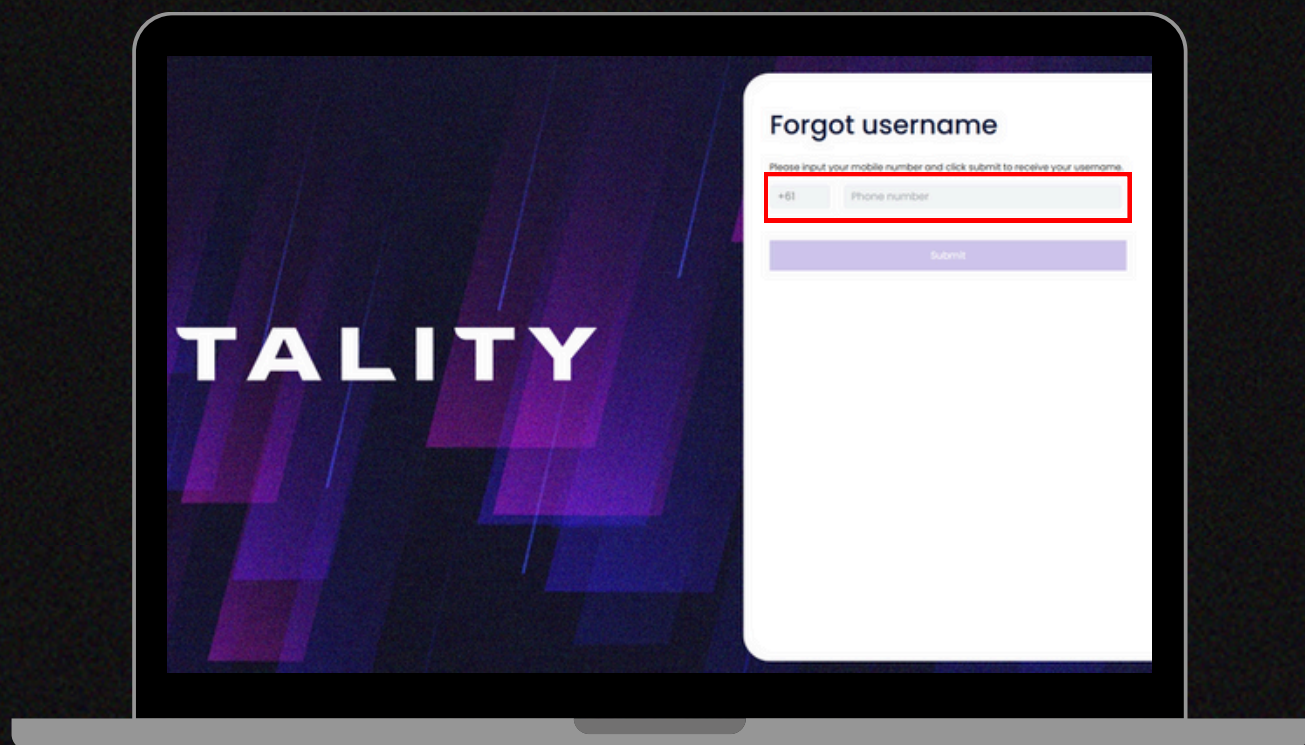 Forgot username
Please input your mobile number and click submit to receive your username.
+61 Phone number
Submit
TALITY